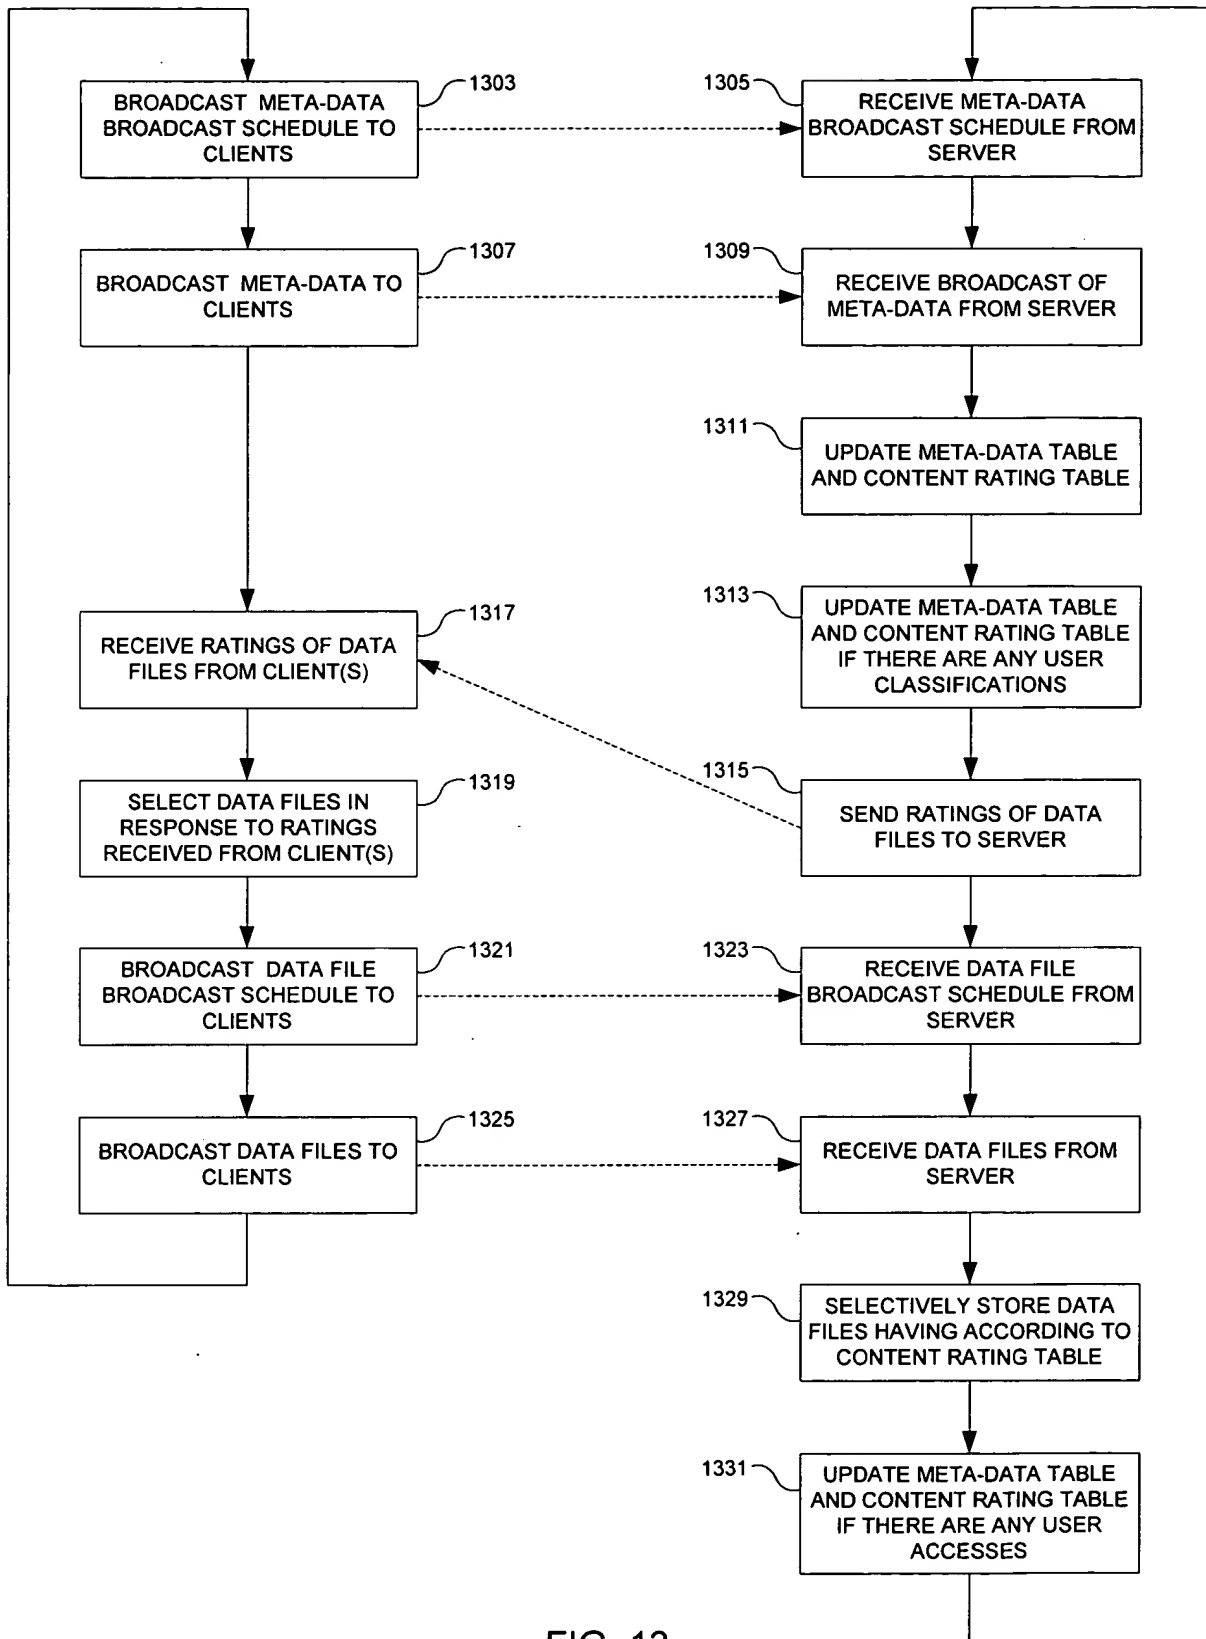 1303
BROADCAST META-DATA
BROADCAST SCHEDULE TO
CLIENTS
1305
RECEIVE META-DATA
BROADCAST SCHEDULE FROM
SERVER
1307
BROADCAST META-DATA TO
CLIENTS
1309
RECEIVE BROADCAST OF
META-DATA FROM SERVER
1311
UPDATE META-DATA TABLE
AND CONTENT RATING TABLE
1313
UPDATE META-DATA TABLE
AND CONTENT RATING TABLE
IF THERE ARE ANY USER
CLASSIFICATIONS
1317
RECEIVE RATINGS OF DATA
FILES FROM CLIENT(S)
1315
SEND RATINGS OF DATA
FILES TO SERVER
1319
SELECT DATA FILES IN
RESPONSE TO RATINGS
RECEIVED FROM CLIENT(S)
1321
BROADCAST DATA FILE
BROADCAST SCHEDULE TO
CLIENTS
1323
RECEIVE DATA FILE
BROADCAST SCHEDULE FROM
SERVER
1325
BROADCAST DATA FILES TO
CLIENTS
1327
RECEIVE DATA FILES FROM
SERVER
1329
SELECTIVELY STORE DATA
FILES HAVING ACCORDING TO
CONTENT RATING TABLE
1331
UPDATE META-DATA TABLE
AND CONTENT RATING TABLE
IF THERE ARE ANY USER
ACCESSES
FIG. 13